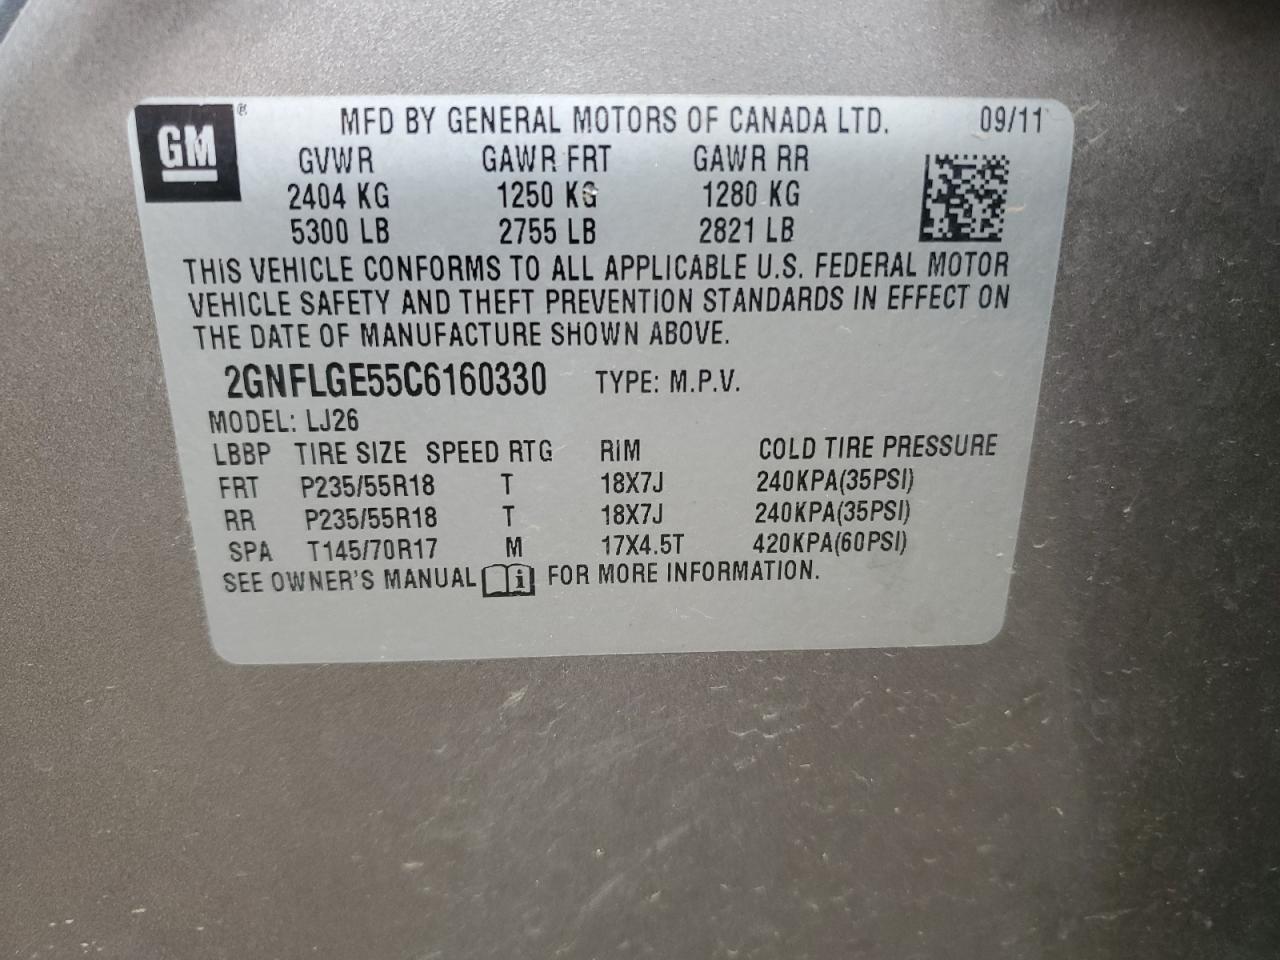 GM ® MFD BY GENERAL MOTORS OF CANADA LTD. 09/11
GVWR GAWR FRT GAWR RR
2404 KG 1250 KG 1280 KG
5300 LB 2755 LB 2821 LB
THIS VEHICLE CONFORMS TO ALL APPLICABLE U.S. FEDERAL MOTOR
VEHICLE SAFETY AND THEFT PREVENTION STANDARDS IN EFFECT ON
THE DATE OF MANUFACTURE SHOWN ABOVE.
2GNFLGE55C6160330 TYPE: M.P.V.
MODEL: LJ26
LBBP TIRE SIZE SPEED RTG RIM COLD TIRE PRESSURE
FRT P235/55R18 T 18X7J 240KPA(35PSI)
RR P235/55R18 T 18X7J 240KPA(35PSI)
SPA T145/70R17 M 17X4.5T 420KPA(60PSI)
SEE OWNER'S MANUAL i FOR MORE INFORMATION.